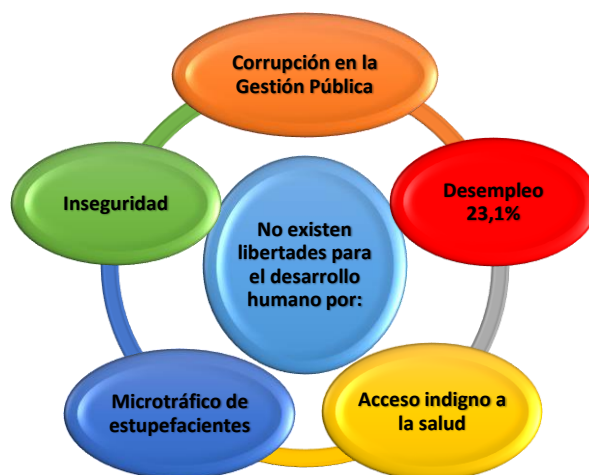 Corrupción en la
Gestión Pública
Inseguridad
Desempleo
23,1%
No existen
libertades para
el desarrollo
humano por:
Microtráfico de
estupefacientes
Acceso indigno a
la salud